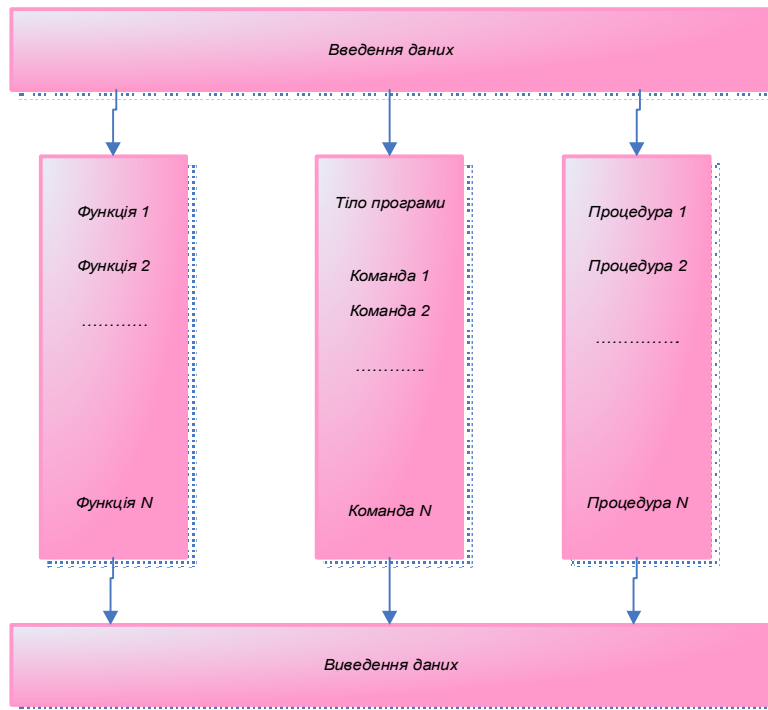 Введення даних
Функція 1
Функція 2
…………
Функція N
Тіло програми
Команда 1
Команда 2
………….
Команда N
Процедура 1
Процедура 2
…………….
Процедура N
Виведення даних